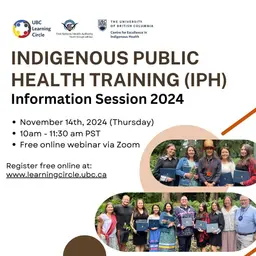 UBC
Learning
Circle
First Nations Health Authority
THE UNIVERSITY
OF BRITISH COLUMBIA
Centre for Excellence in
Indigenous Health
INDIGENOUS PUBLIC
HEALTH TRAINING (IPH)
Information Session 2024
• November 14th, 2024 (Thursday)
• 10am - 11:30 am PST
• Free online webinar via Zoom
Register free online at:
www.learningcircle.ubc.ca